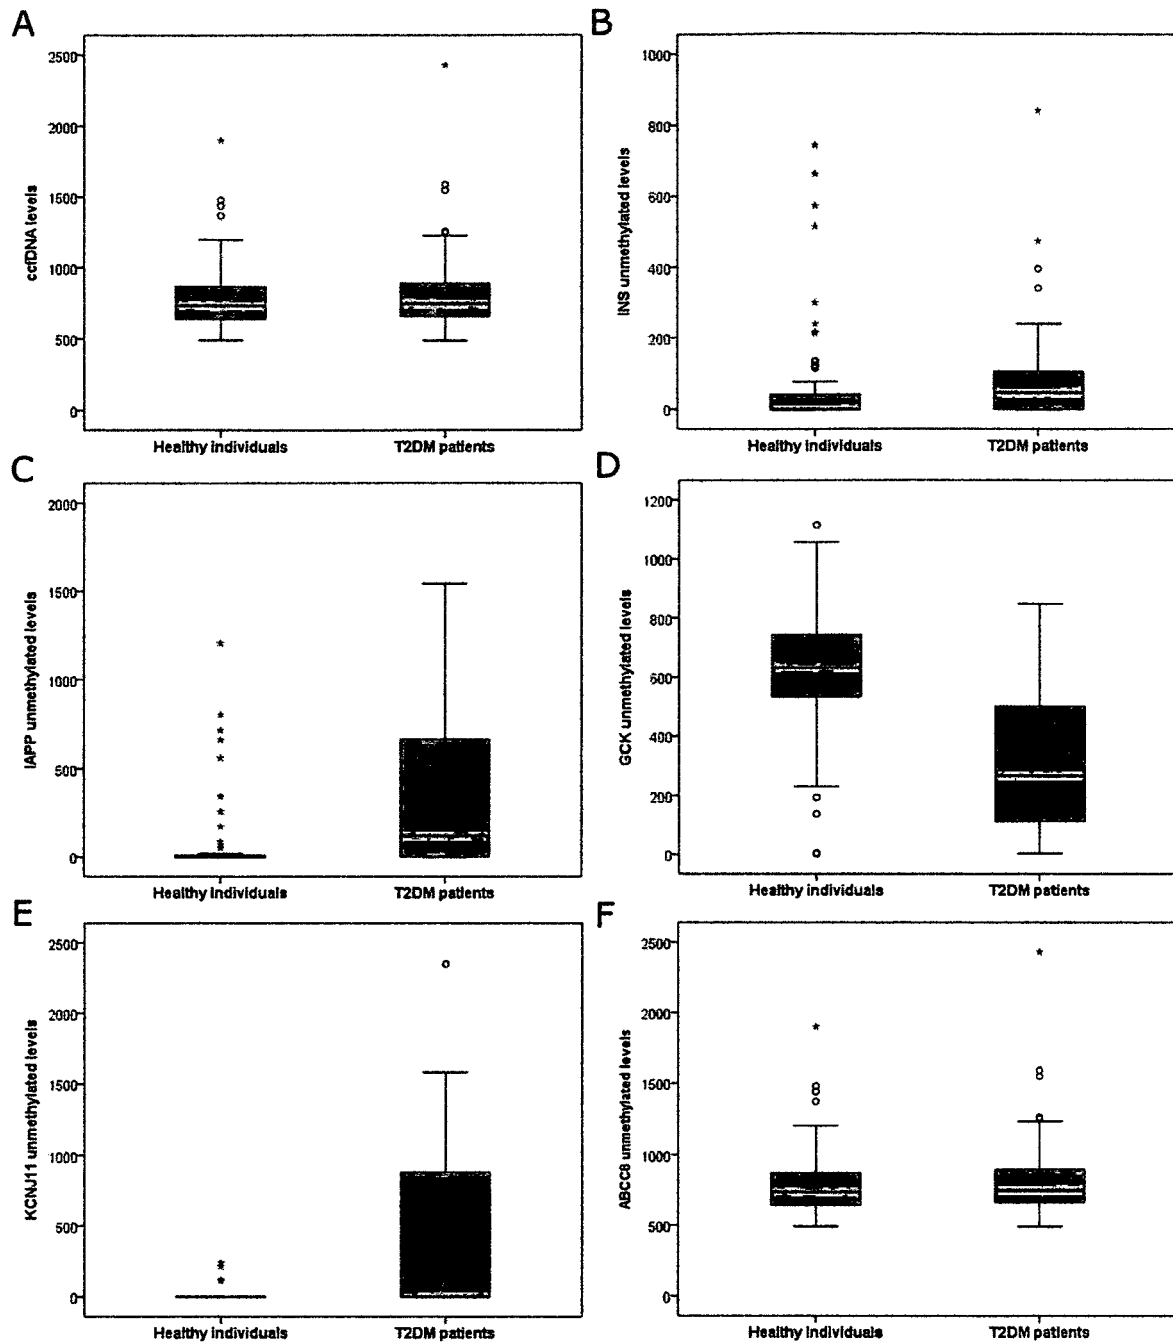 A
2500
2000
1500
1000
500
0
ccfDNA levels
Healthy individuals
T2DM patients
B
1000
800
600
400
200
0
INS unmethylated levels
Healthy individuals
T2DM patients
C
2000
1500
1000
500
0
IAPP unmethylated levels
Healthy individuals
T2DM patients
D
1200
1000
800
600
400
200
0
GCK unmethylated levels
Healthy individuals
T2DM patients
E
2500
2000
1500
1000
500
0
KCNJ11 unmethylated levels
Healthy individuals
T2DM patients
F
2500
2000
1500
1000
500
0
ABCC8 unmethylated levels
Healthy individuals
T2DM patients